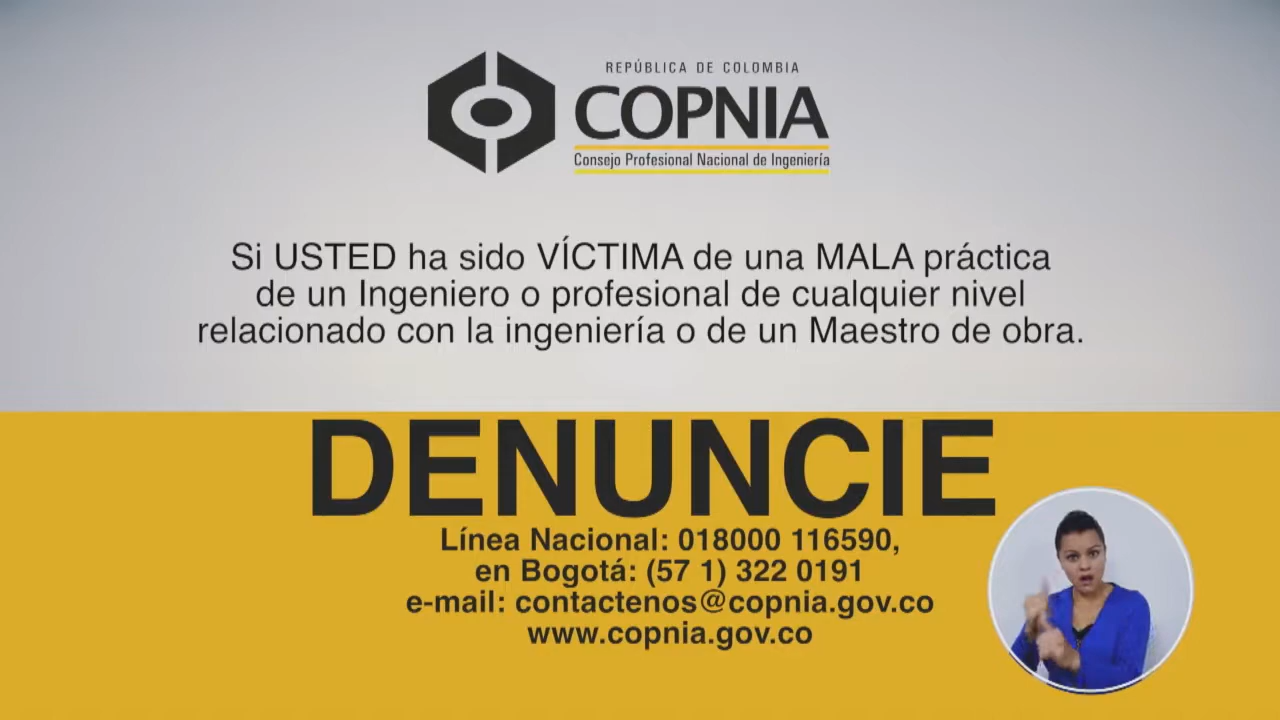 REPÚBLICA DE COLOMBIA
COPNIA
Consejo Profesional Nacional de Ingeniería
Si USTED ha sido VÍCTIMA de una MALA práctica
de un Ingeniero o profesional de cualquier nivel
relacionado con la ingeniería o de un Maestro de obra.
DENUNCIE
Línea Nacional: 018000 116590,
en Bogotá: (57 1) 322 0191
e-mail: contactenos@copnia.gov.co
www.copnia.gov.co